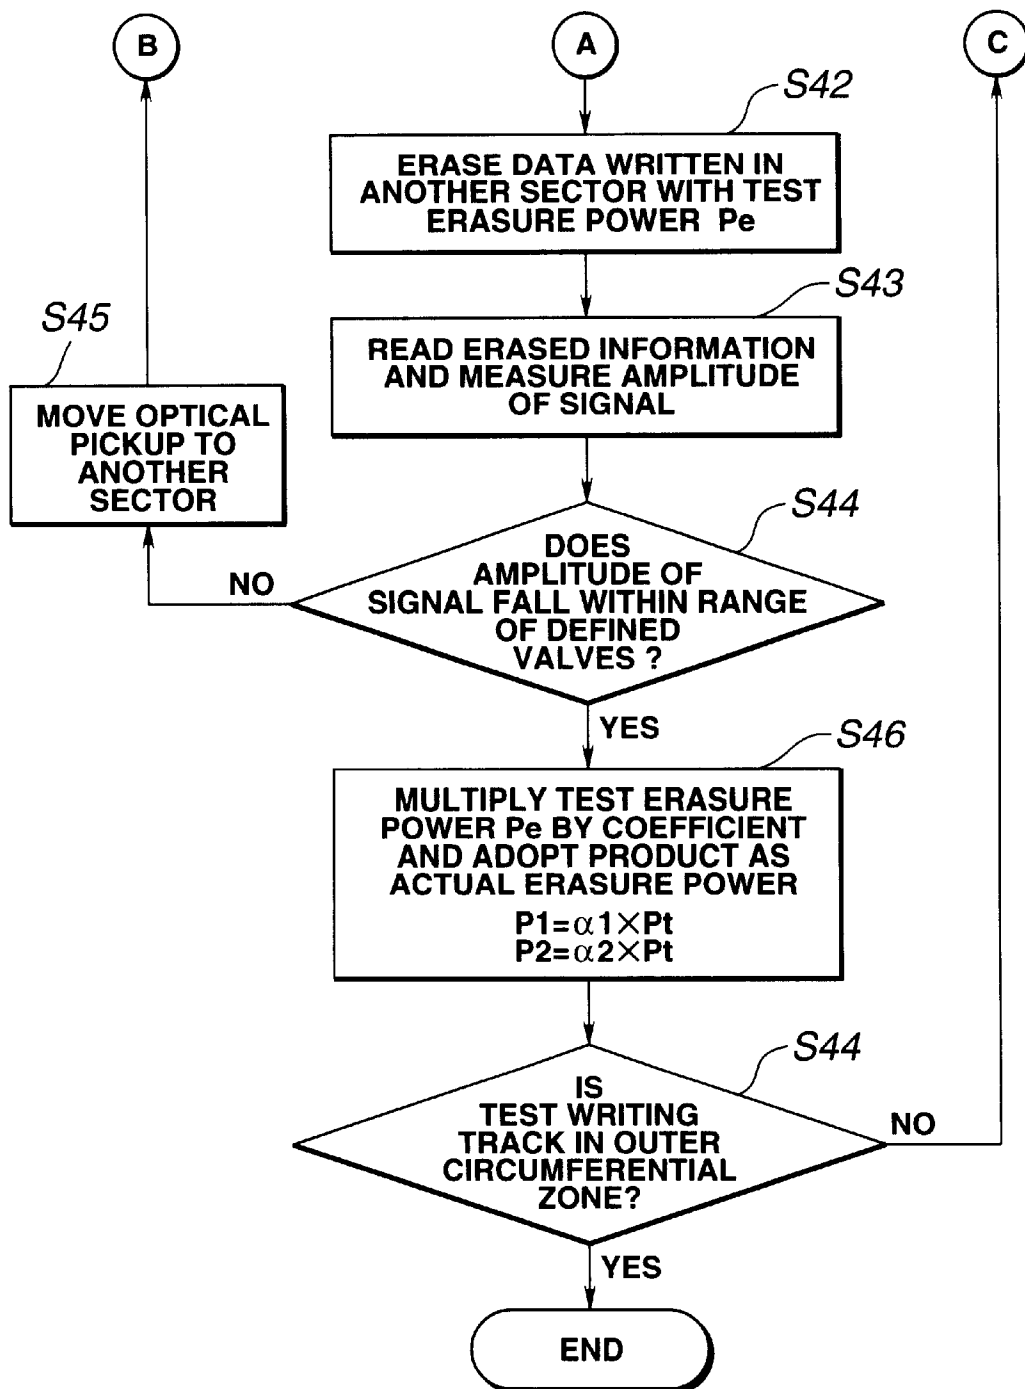 B
A
C
S42
ERASE DATA WRITTEN IN
ANOTHER SECTOR WITH TEST
ERASURE POWER Pe
S43
READ ERASED INFORMATION
AND MEASURE AMPLITUDE
OF SIGNAL
S45
MOVE OPTICAL
PICKUP TO
ANOTHER
SECTOR
S44
DOES
AMPLITUDE OF
SIGNAL FALL WITHIN RANGE
OF DEFINED
VALVES ?
NO
YES
S46
MULTIPLY TEST ERASURE
POWER Pe BY COEFFICIENT
AND ADOPT PRODUCT AS
ACTUAL ERASURE POWER
P1=α1×Pt
P2=α2×Pt
S44
IS
TEST WRITING
TRACK IN OUTER
CIRCUMFERENTIAL
ZONE?
NO
YES
END